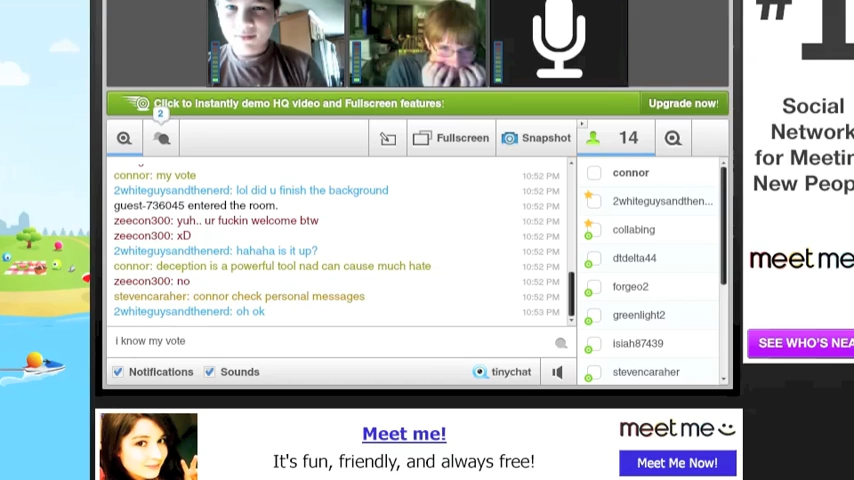 #1
Social
Network
for Meetin
New Peop
meetme
SEE WHO'S NEA
Click to instantly demo HQ video and Fullscreen features!
Upgrade now!
2
Fullscreen
Snapshot
14
connor: my vote
10:52 PM
2whiteguysandthenerd: lol did u finish the background
10:52 PM
guest-736045 entered the room.
10:52 PM
zeecon300: yuh.. ur fuckin welcome btw
10:52 PM
zeecon300: xD
10:52 PM
2whiteguysandthenerd: hahaha is it up?
10:52 PM
connor: deception is a powerful tool nad can cause much hate
10:52 PM
zeecon300: no
10:52 PM
stevencaraher: connor check personal messages
10:52 PM
2whiteguysandthenerd: oh ok
10:53 PM
i know my vote
Notifications
Sounds
tinychat
connor
2whiteguysandthen...
collabing
dtdelta44
forgeo2
greenlight2
isiah87439
stevencaraher
Meet me!
It's fun, friendly, and always free!
meetme
Meet Me Now!